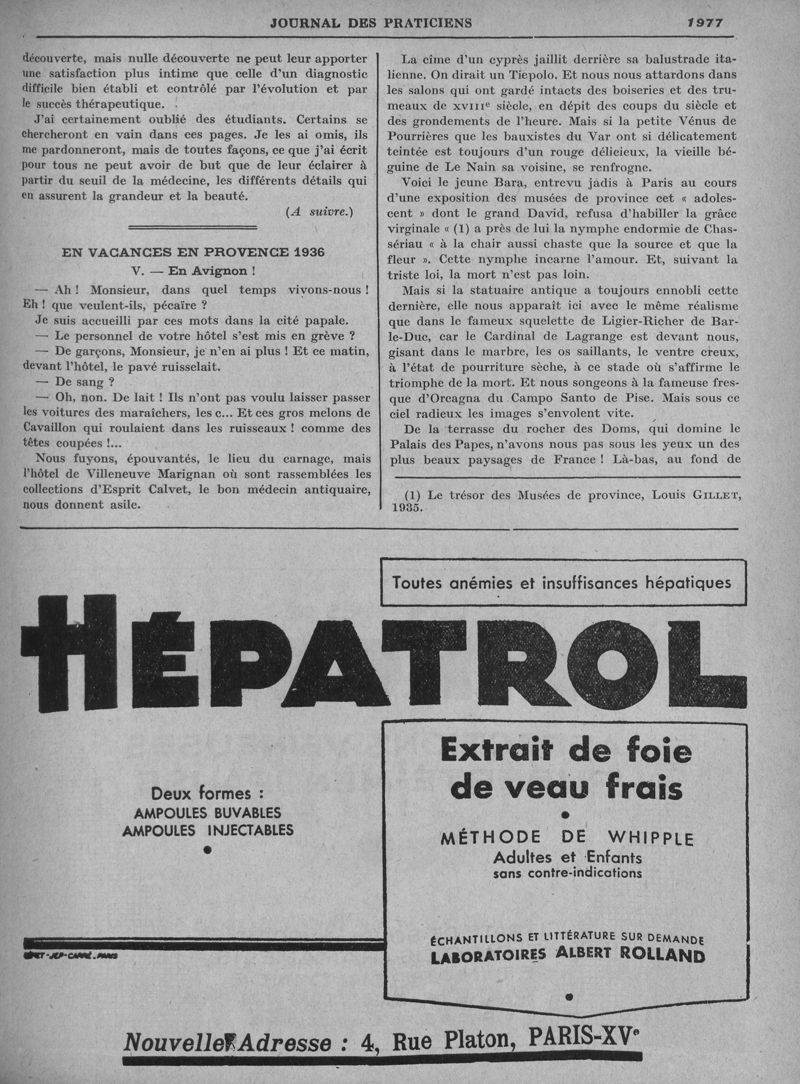 JOURNAL DES PRATICIENS
1977
découverte, mais nulle découverte ne peut leur apporter
une satisfaction plus intime que celle d'un diagnostic
difficile bien établi et contrôlé par l'évolution et par
le succès thérapeutique.
J'ai certainement oublié des étudiants. Certains se
chercheront en vain dans ces pages. Je les ai omis, ils
me pardonneront, mais de toutes façons, ce que j'ai écrit
pour tous ne peut avoir de but que de leur éclairer à
partir du seuil de la médecine, les différents détails qui
en assurent la grandeur et la beauté.
(A suivre.)
EN VACANCES EN PROVENCE 1936
V. — En Avignon !
— Ah ! Monsieur, dans quel temps vivons-nous !
Eh ! que veulent-ils, pécaïre ?
Je suis accueilli par ces mots dans la cité papale.
— Le personnel de votre hôtel s'est mis en grève ?
— De garçons, Monsieur, je n'en ai plus ! Et ce matin,
devant l'hôtel, le pavé ruisselait.
— De sang ?
— Oh, non. De lait ! Ils n'ont pas voulu laisser passer
les voitures des maraîchers, les c... Et ces gros melons de
Cavaillon qui roulaient dans les ruisseaux ! comme des
têtes coupées !...
Nous fuyons, épouvantés, le lieu du carnage, mais
l'hôtel de Villeneuve Marignan où sont rassemblées les
collections d'Esprit Calvet, le bon médecin antiquaire,
nous donnent asile.
La cîme d'un cyprès jaillit derrière sa balustrade ita-
lienne. On dirait un Tiepolo. Et nous nous attardons dans
les salons qui ont gardé intacts des boiseries et des tru-
meaux de XVIIIe siècle, en dépit des coups du siècle et
des grondements de l'heure. Mais si la petite Vénus de
Pourrières que les bauxistes du Var ont si délicatement
teintée est toujours d'un rouge délicieux, la vieille bé-
guine de Le Nain sa voisine, se renfrogne.
Voici le jeune Bara, entrevu jadis à Paris au cours
d'une exposition des musées de province cet « adoles-
cent » dont le grand David, refusa d'habiller la grâce
virginale « (1) a près de lui la nymphe endormie de Chas-
sériau « à la chair aussi chaste que la source et que la
fleur ». Cette nymphe incarne l'amour. Et, suivant la
triste loi, la mort n'est pas loin.
Mais si la statuaire antique a toujours ennobli cette
dernière, elle nous apparaît ici avec le même réalisme
que dans le fameux squelette de Ligier-Richer de Bar-
le-Duc, car le Cardinal de Lagrange est devant nous,
gisant dans le marbre, les os saillants, le ventre creux,
à l'état de pourriture sèche, à ce stade où s'affirme le
triomphe de la mort. Et nous songeons à la fameuse fres-
que d'Orcagna du Campo Santo de Pise. Mais sous ce
ciel radieux les images s'envolent vite.
De la terrasse du rocher des Doms, qui domine le
Palais des Papes, n'avons nous pas sous les yeux un des
plus beaux paysages de France ! Là-bas, au fond de
(1) Le trésor des Musées de province, Louis GILLET,
1935.
Toutes anémies et insuffisances hépatiques
HÉPATROL
Deux formes :
AMPOULES BUVABLES
AMPOULES INJECTABLES
Extrait de foie
de veau frais
MÉTHODE DE WHIPPLE
Adultes et Enfants
sans contre-indications
ÉCHANTILLONS ET LITTÉRATURE SUR DEMANDE
LABORATOIRES ALBERT ROLLAND
-JEP-CARRÉ.PARIS
Nouvelle Adresse : 4, Rue Platon, PARIS-XVe